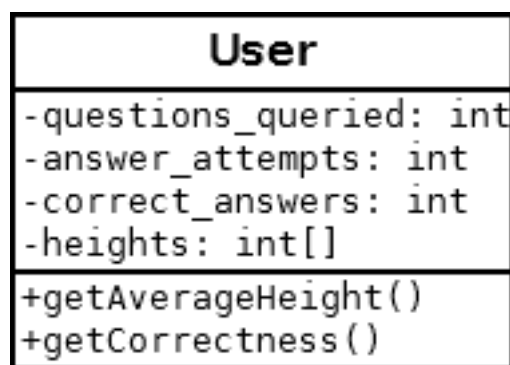 User
-questions_queried: int
-answer_attempts: int
-correct_answers: int
-heights: int[]
+getAverageHeight()
+getCorrectness()